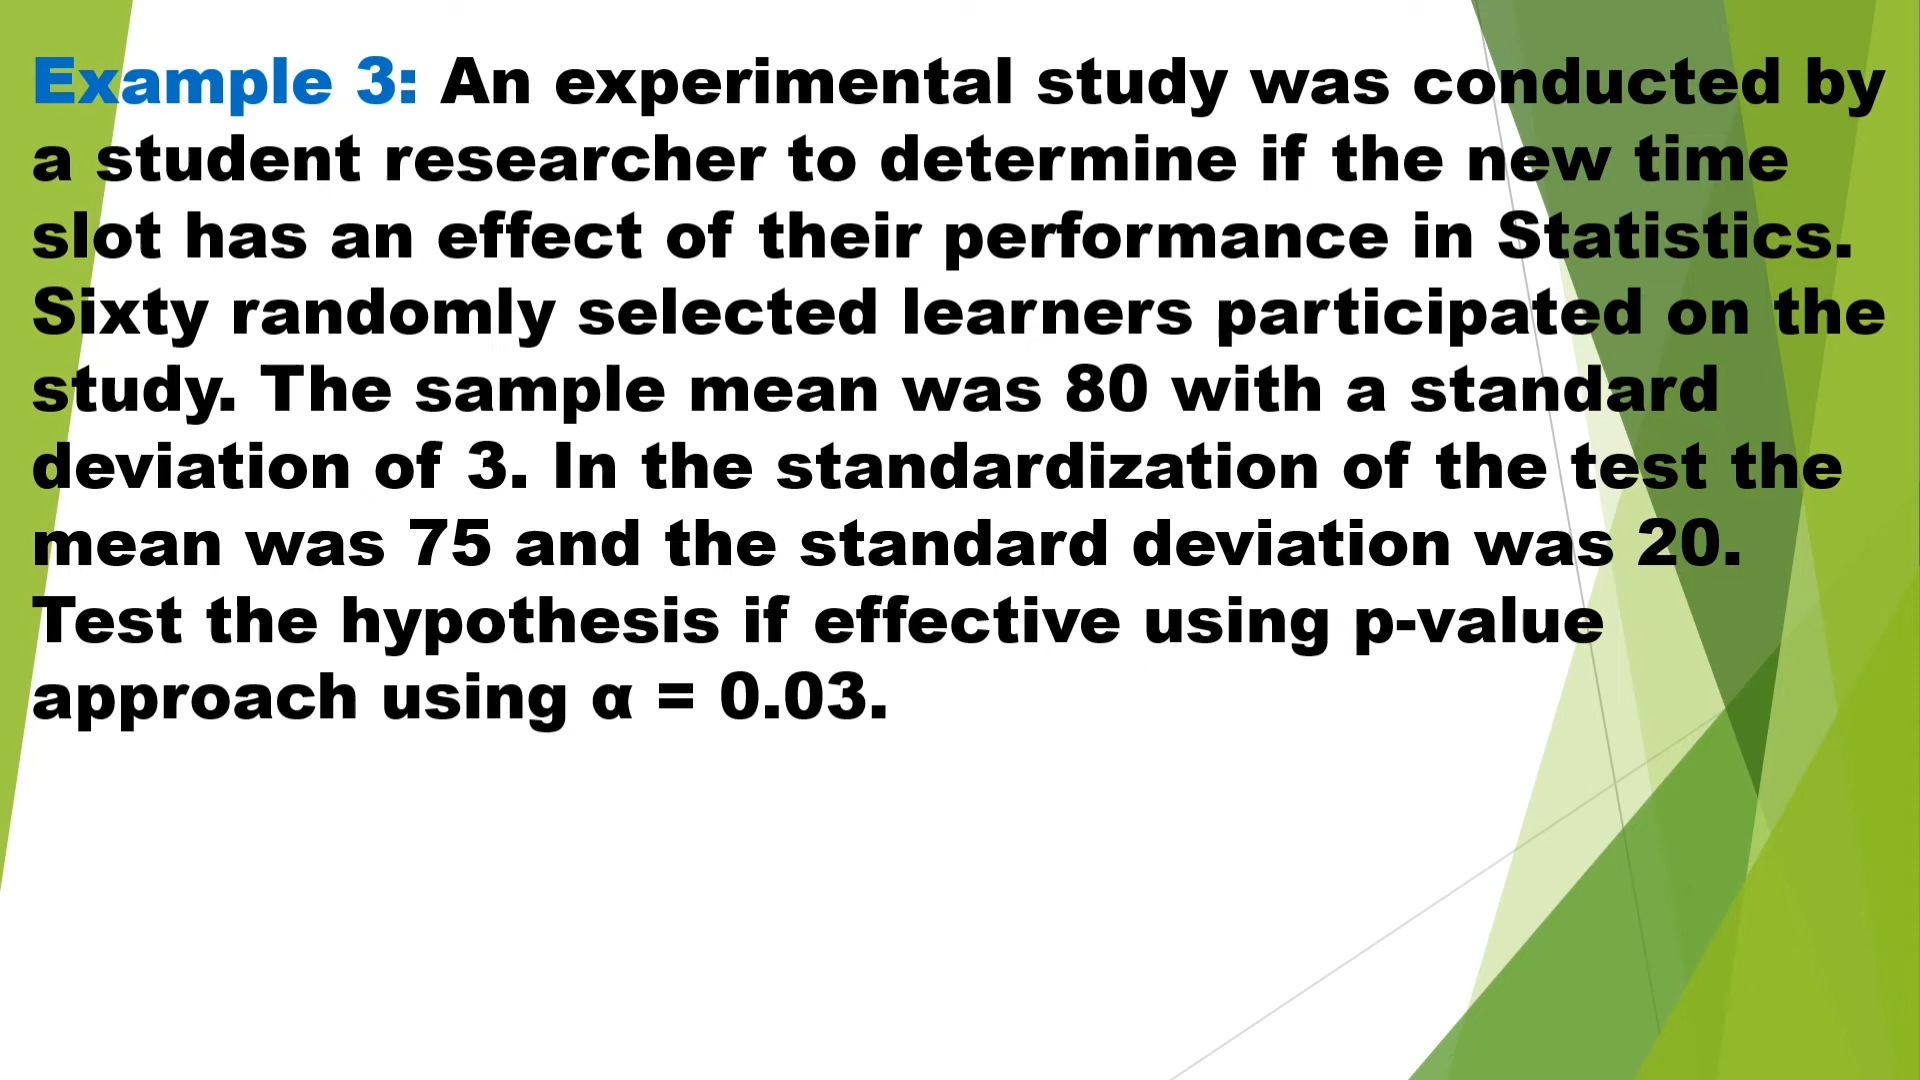 Example 3: An experimental study was conducted by
a student researcher to determine if the new time
slot has an effect of their performance in Statistics.
Sixty randomly selected learners participated on the
study. The sample mean was 80 with a standard
deviation of 3. In the standardization of the test the
mean was 75 and the standard deviation was 20.
Test the hypothesis if effective using p-value
approach using α = 0.03.